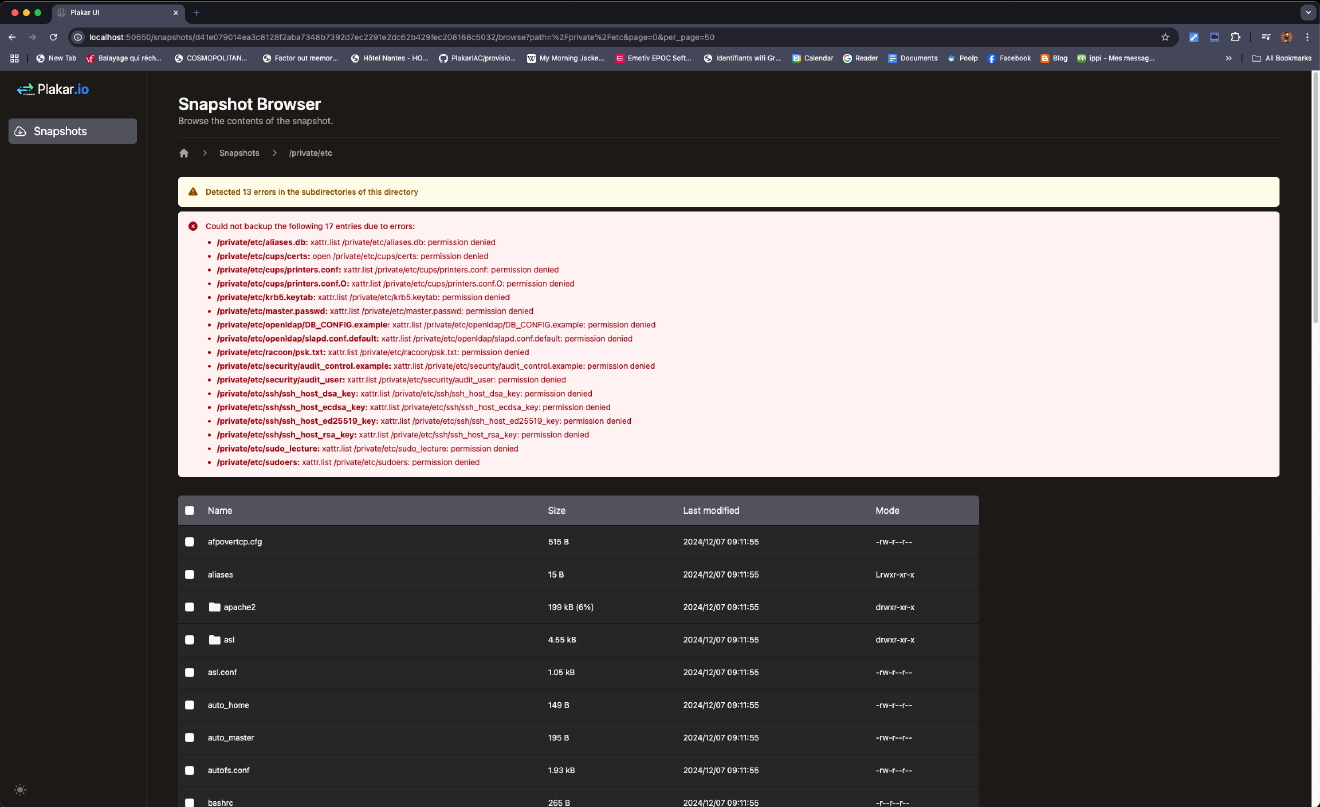 Plakar UI
localhost:50650/snapshots/d41e079014ea3c8128f2aba7348b7392d7ec2291e2dc62b429fec208168c5032/browse?path=%2Fprivate%2Fetc&page=0&per_page=50
New Tab
Balayage qui réch...
COSMOPOLITAN...
Factor out memor...
Hôtel Nantes - HO...
PlakarIAC/provisio...
My Morning Jacke...
Emotiv EPOC Soft...
Identifiants wifi Gr...
Calendar
Reader
Documents
Poolp
Facebook
Blog
ippi - Mes messag...
»
All Bookmarks
Plakar.io
Snapshots
Snapshot Browser
Browse the contents of the snapshot.
Snapshots
/private/etc
Detected 13 errors in the subdirectories of this directory
Could not backup the following 17 entries due to errors:
• /private/etc/aliases.db: xattr.list /private/etc/aliases.db: permission denied
• /private/etc/cups/certs: open /private/etc/cups/certs: permission denied
• /private/etc/cups/printers.conf: xattr.list /private/etc/cups/printers.conf: permission denied
• /private/etc/cups/printers.conf.O: xattr.list /private/etc/cups/printers.conf.O: permission denied
• /private/etc/krb5.keytab: xattr.list /private/etc/krb5.keytab: permission denied
• /private/etc/master.passwd: xattr.list /private/etc/master.passwd: permission denied
• /private/etc/openldap/DB_CONFIG.example: xattr.list /private/etc/openldap/DB_CONFIG.example: permission denied
• /private/etc/openldap/slapd.conf.default: xattr.list /private/etc/openldap/slapd.conf.default: permission denied
• /private/etc/racoon/psk.txt: xattr.list /private/etc/racoon/psk.txt: permission denied
• /private/etc/security/audit_control.example: xattr.list /private/etc/security/audit_control.example: permission denied
• /private/etc/security/audit_user: xattr.list /private/etc/security/audit_user: permission denied
• /private/etc/ssh/ssh_host_dsa_key: xattr.list /private/etc/ssh/ssh_host_dsa_key: permission denied
• /private/etc/ssh/ssh_host_ecdsa_key: xattr.list /private/etc/ssh/ssh_host_ecdsa_key: permission denied
• /private/etc/ssh/ssh_host_ed25519_key: xattr.list /private/etc/ssh/ssh_host_ed25519_key: permission denied
• /private/etc/ssh/ssh_host_rsa_key: xattr.list /private/etc/ssh/ssh_host_rsa_key: permission denied
• /private/etc/sudo_lecture: xattr.list /private/etc/sudo_lecture: permission denied
• /private/etc/sudoers: xattr.list /private/etc/sudoers: permission denied
Name Size Last modified Mode
afpovertcp.cfg 515 B 2024/12/07 09:11:55 -rw-r--r--
aliases 15 B 2024/12/07 09:11:55 Lrwxr-xr-x
apache2 199 kB (6%) 2024/12/07 09:11:55 drwxr-xr-x
asl 4.55 kB 2024/12/07 09:11:55 drwxr-xr-x
asl.conf 1.05 kB 2024/12/07 09:11:55 -rw-r--r--
auto_home 149 B 2024/12/07 09:11:55 -rw-r--r--
auto_master 195 B 2024/12/07 09:11:55 -rw-r--r--
autofs.conf 1.93 kB 2024/12/07 09:11:55 -rw-r--r--
bashrc 265 B 2024/12/07 09:11:55 -r--r--r--